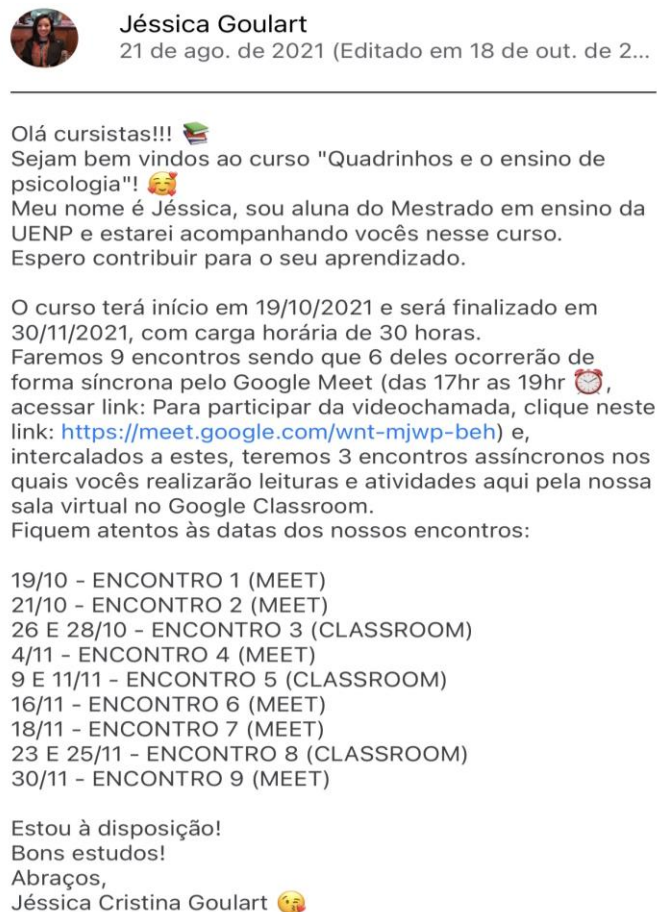 Jéssica Goulart
21 de ago. de 2021 (Editado em 18 de out. de 2...
Olá cursistas!!! 📚
Sejam bem vindos ao curso "Quadrinhos e o ensino de
psicologia"! 🥰
Meu nome é Jéssica, sou aluna do Mestrado em ensino da
UENP e estarei acompanhando vocês nesse curso.
Espero contribuir para o seu aprendizado.
O curso terá início em 19/10/2021 e será finalizado em
30/11/2021, com carga horária de 30 horas.
Faremos 9 encontros sendo que 6 deles ocorrerão de
forma síncrona pelo Google Meet (das 17hr as 19hr ⏰,
acessar link: Para participar da videochamada, clique neste
link: https://meet.google.com/wnt-mjwp-beh) e,
intercalados a estes, teremos 3 encontros assíncronos nos
quais vocês realizarão leituras e atividades aqui pela nossa
sala virtual no Google Classroom.
Fiquem atentos às datas dos nossos encontros:
19/10 - ENCONTRO 1 (MEET)
21/10 - ENCONTRO 2 (MEET)
26 E 28/10 - ENCONTRO 3 (CLASSROOM)
4/11 - ENCONTRO 4 (MEET)
9 E 11/11 - ENCONTRO 5 (CLASSROOM)
16/11 - ENCONTRO 6 (MEET)
18/11 - ENCONTRO 7 (MEET)
23 E 25/11 - ENCONTRO 8 (CLASSROOM)
30/11 - ENCONTRO 9 (MEET)
Estou à disposição!
Bons estudos!
Abraços,
Jéssica Cristina Goulart 😘